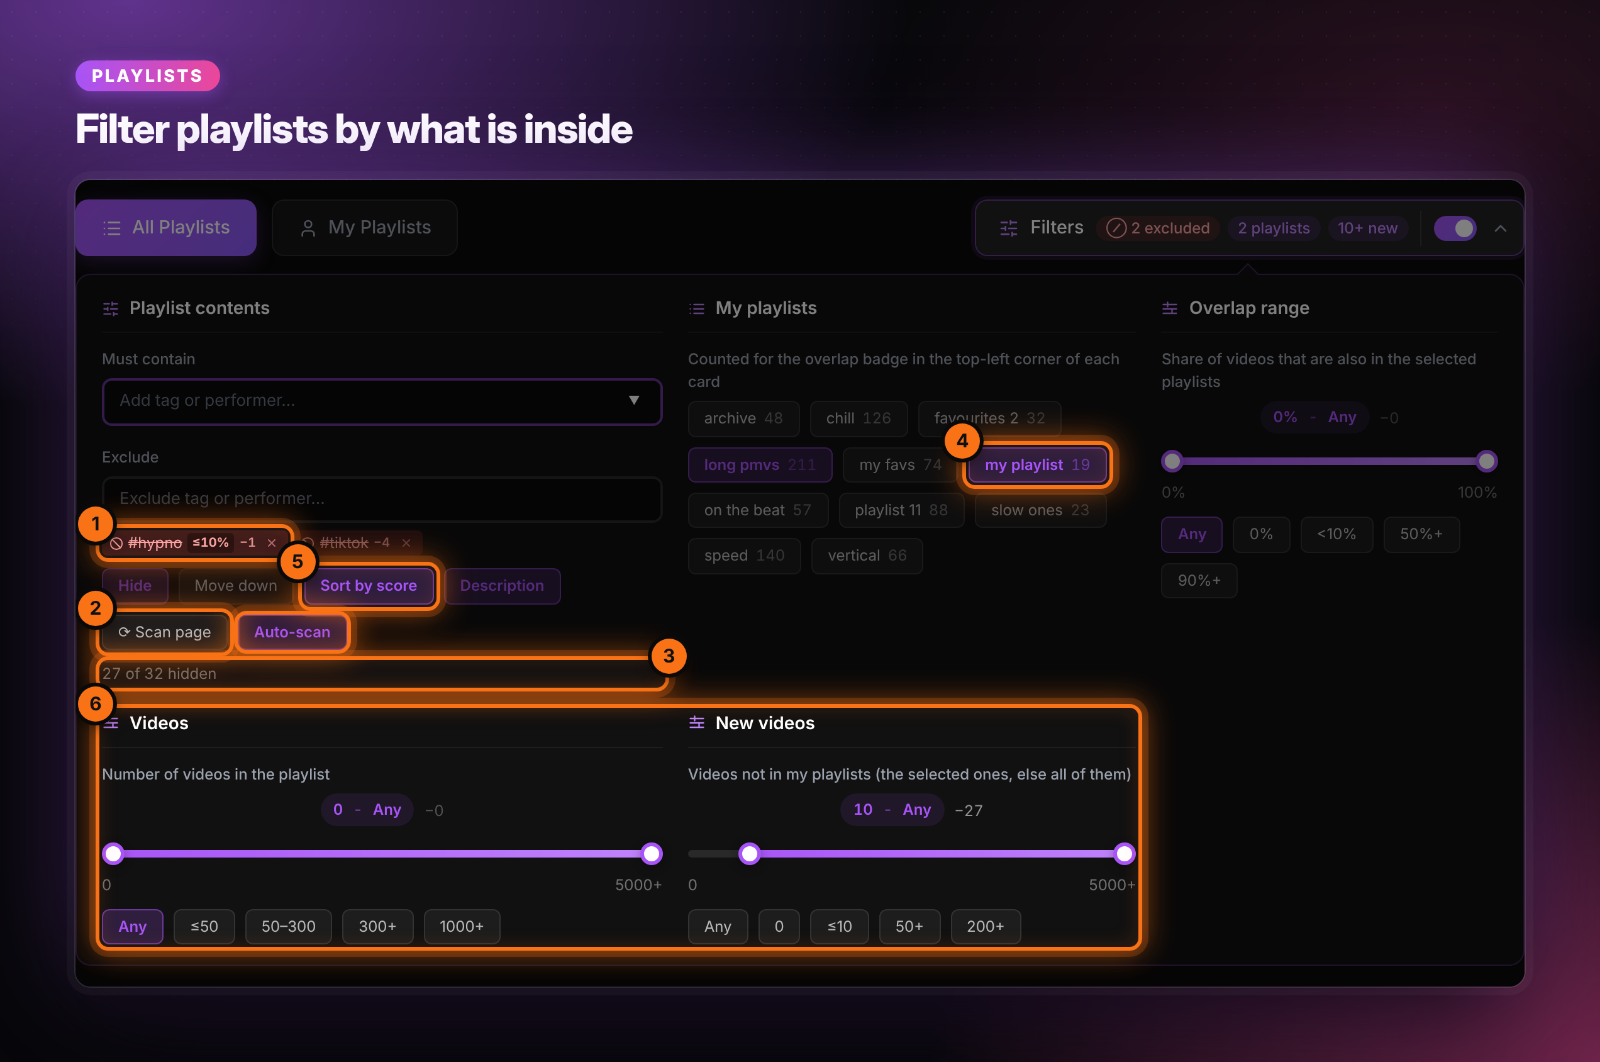 PLAYLISTS
Filter playlists by what is inside
All Playlists
My Playlists
Filters
2 excluded
2 playlists
10+ new
Playlist contents
Must contain
Add tag or performer...
▼
Exclude
Exclude tag or performer...
1
#hypno ≤10% −1 ×
#tiktok −4 ×
5
Hide
Move down
Sort by score
Description
2
⟳ Scan page
Auto-scan
3
27 of 32 hidden
My playlists
Counted for the overlap badge in the top-left corner of each
card
archive 48
chill 126
favourites 2 32
4
long pmvs 211
my favs 74
my playlist 19
on the beat 57
playlist 11 88
slow ones 23
speed 140
vertical 66
Overlap range
Share of videos that are also in the selected
playlists
0% - Any −0
0%
100%
Any
0%
<10%
50%+
90%+
6
Videos
Number of videos in the playlist
0 - Any −0
0
5000+
Any
≤50
50–300
300+
1000+
New videos
Videos not in my playlists (the selected ones, else all of them)
10 - Any −27
0
5000+
Any
0
≤10
50+
200+